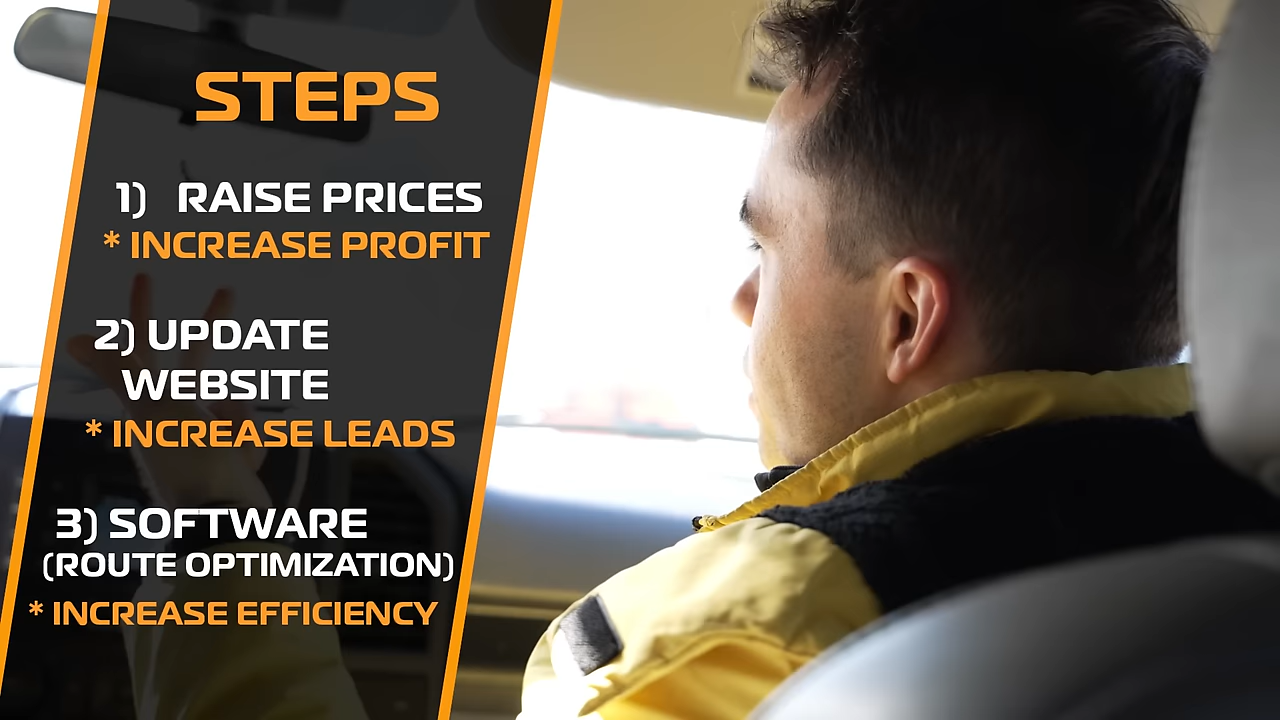 STEPS
1) RAISE PRICES
* INCREASE PROFIT
2) UPDATE
WEBSITE
* INCREASE LEADS
3) SOFTWARE
(ROUTE OPTIMIZATION)
* INCREASE EFFICIENCY